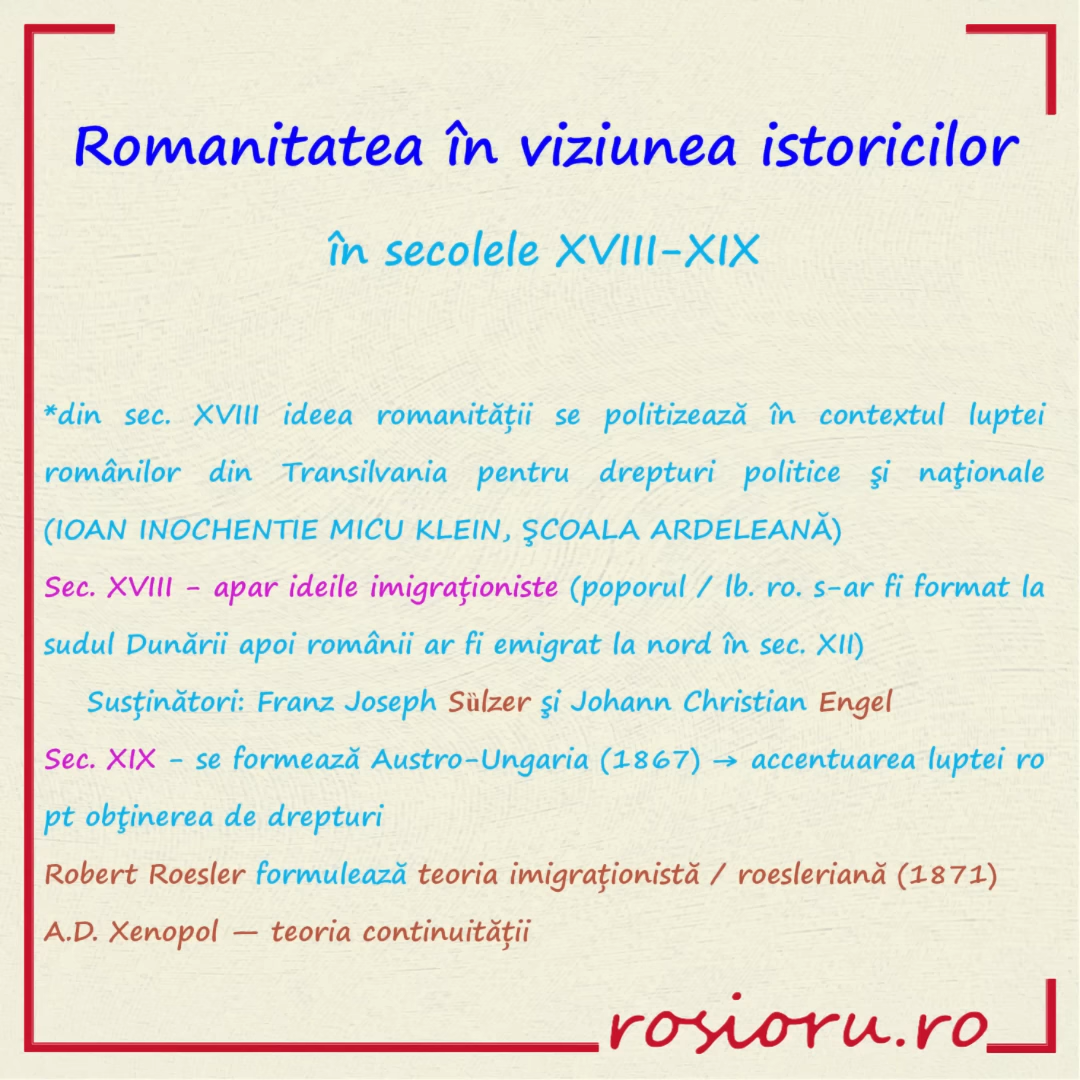 Romanitatea în viziunea istoricilor
în secolele XVIII-XIX
*din sec. XVIII ideea romanității se politizează în contextul luptei
românilor din Transilvania pentru drepturi politice şi naţionale
(IOAN INOCHENTIE MICU KLEIN, ŞCOALA ARDELEANĂ)
Sec. XVIII - apar ideile imigraționiste (poporul / lb. ro. s-ar fi format la
sudul Dunării apoi românii ar fi emigrat la nord în sec. XII)
Susținători: Franz Joseph Sülzer şi Johann Christian Engel
Sec. XIX - se formează Austro-Ungaria (1867) → accentuarea luptei ro
pt obţinerea de drepturi
Robert Roesler formulează teoria imigraționistă / roesleriană (1871)
A.D. Xenopol — teoria continuității
rosioru.ro